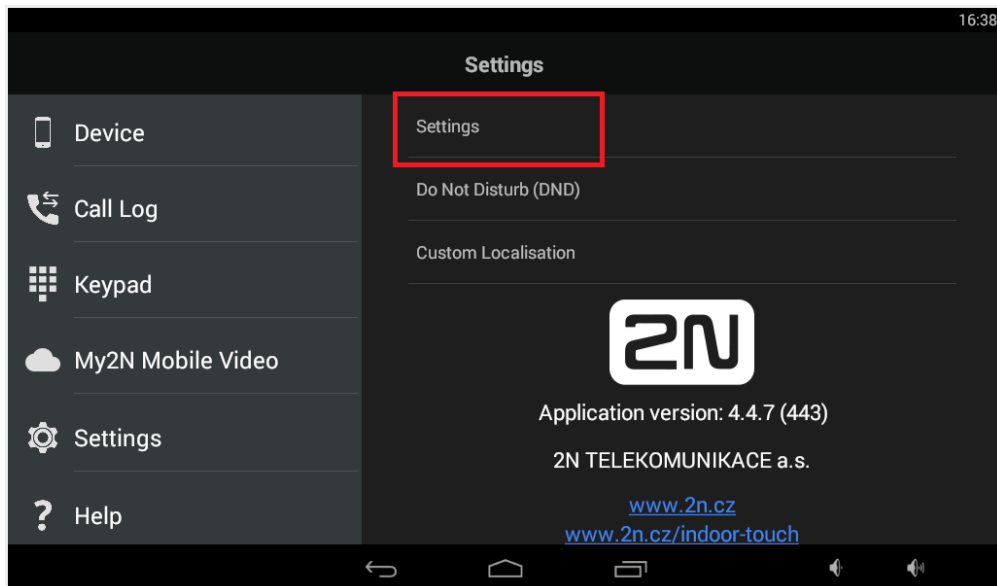 16:38
Settings
Device
Call Log
Keypad
My2N Mobile Video
Settings
Help
Settings
Do Not Disturb (DND)
Custom Localisation
2N
Application version: 4.4.7 (443)
2N TELEKOMUNIKACE a.s.
www.2n.cz
www.2n.cz/indoor-touch